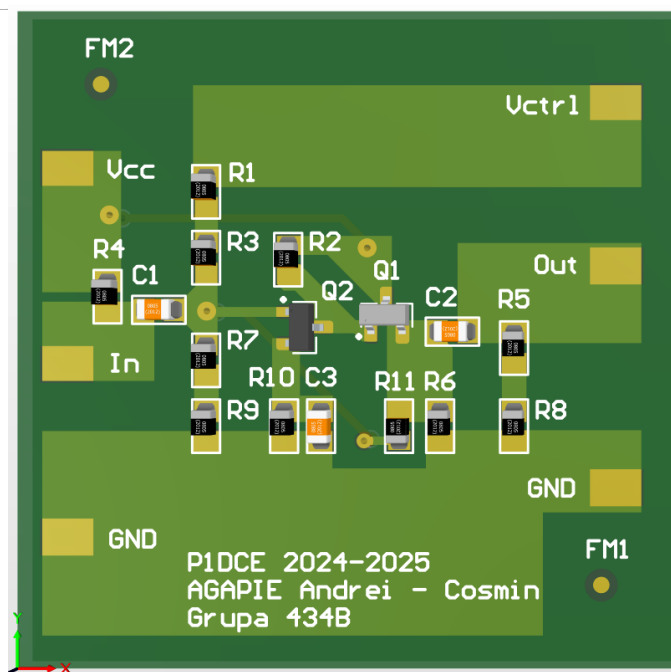 FM2
Vctrl
Vcc
R1
R4
C1
R3
R2
Q1
Out
Q2
C2
R5
In
R7
R10
C3
R11
R6
R9
R8
GND
GND
FM1
P1DCE 2024-2025
AGAPIE Andrei - Cosmin
Grupa 434B
Y
X